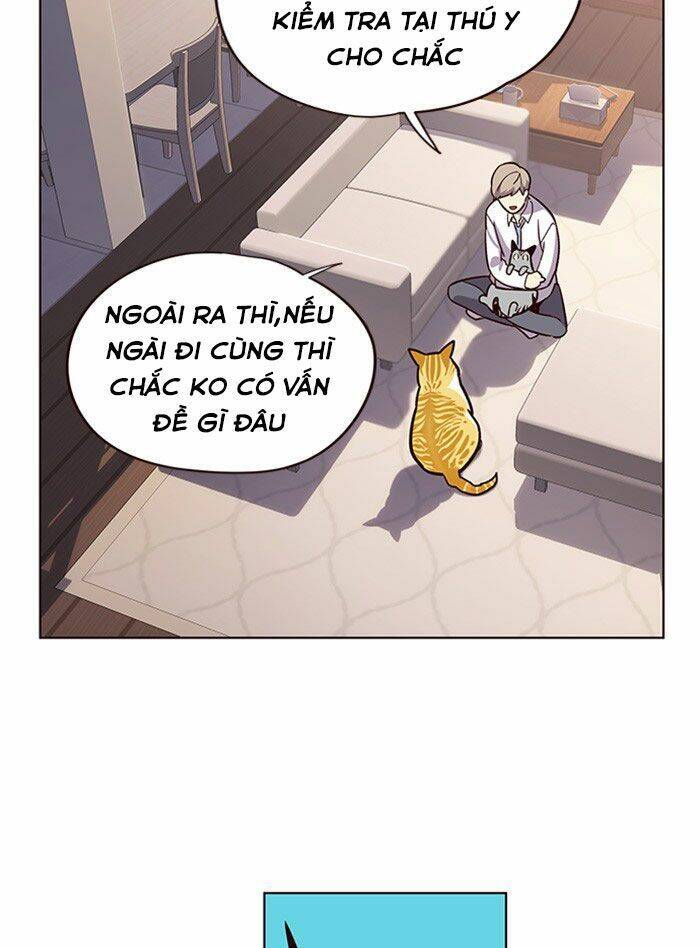 KIỂM TRA TẠI THÚ Y
CHO CHẮC
NGOÀI RA THÌ,NẾU
NGÀI ĐI CÙNG THÌ
CHẮC KO CÓ VẤN
ĐỀ GÌ ĐÂU